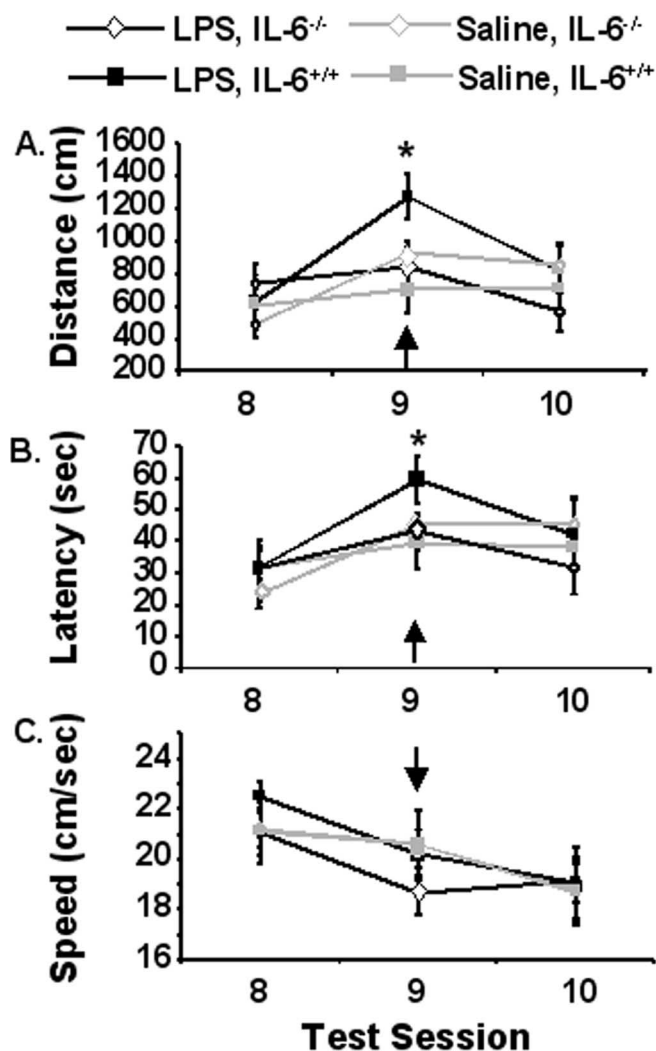 LPS, IL-6-/- Saline, IL-6-/-
LPS, IL-6+/+ Saline, IL-6+/+
A.
Distance (cm)
1600
1400
1200
1000
800
600
400
200
*
8 9 10
B.
Latency (sec)
70
60
50
40
30
20
10
0
*
8 9 10
C.
Speed (cm/sec)
24
22
20
18
16
8 9 10
Test Session